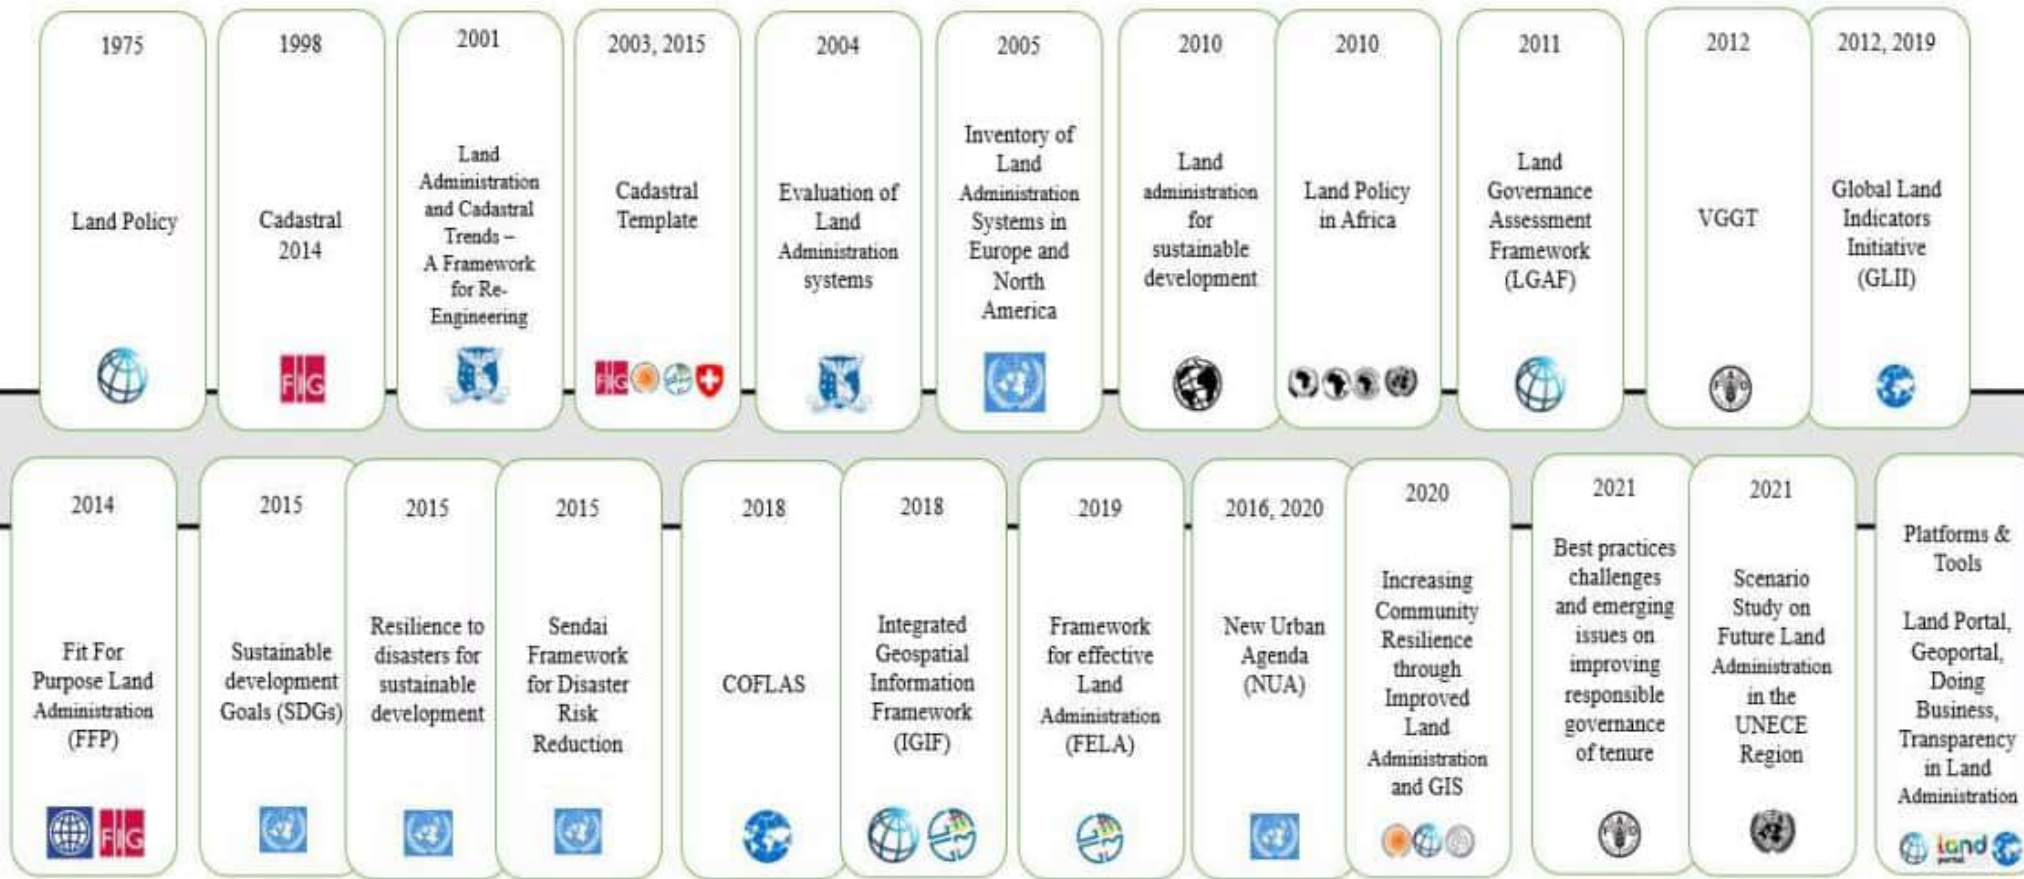 1975
Land Policy
1998
Cadastral
2014
FIG
2001
Land
Administration
and Cadastral
Trends –
A Framework
for Re-
Engineering
2003, 2015
Cadastral
Template
FIG
2004
Evaluation of
Land
Administration
systems
2005
Inventory of
Land
Administration
Systems in
Europe and
North
America
2010
Land
administration
for
sustainable
development
2010
Land Policy
in Africa
2011
Land
Governance
Assessment
Framework
(LGAF)
2012
VGGT
2012, 2019
Global Land
Indicators
Initiative
(GLII)
2014
Fit For
Purpose Land
Administration
(FFP)
FIG
2015
Sustainable
development
Goals (SDGs)
2015
Resilience to
disasters for
sustainable
development
2015
Sendai
Framework
for Disaster
Risk
Reduction
2018
COFLAS
2018
Integrated
Geospatial
Information
Framework
(IGIF)
2019
Framework
for effective
Land
Administration
(FELA)
2016, 2020
New Urban
Agenda
(NUA)
2020
Increasing
Community
Resilience
through
Improved
Land
Administration
and GIS
2021
Best practices
challenges
and emerging
issues on
improving
responsible
governance
of tenure
2021
Scenario
Study on
Future Land
Administration
in the
UNECE
Region
Platforms &
Tools
Land Portal,
Geoportal,
Doing
Business,
Transparency
in Land
Administration
land
portal